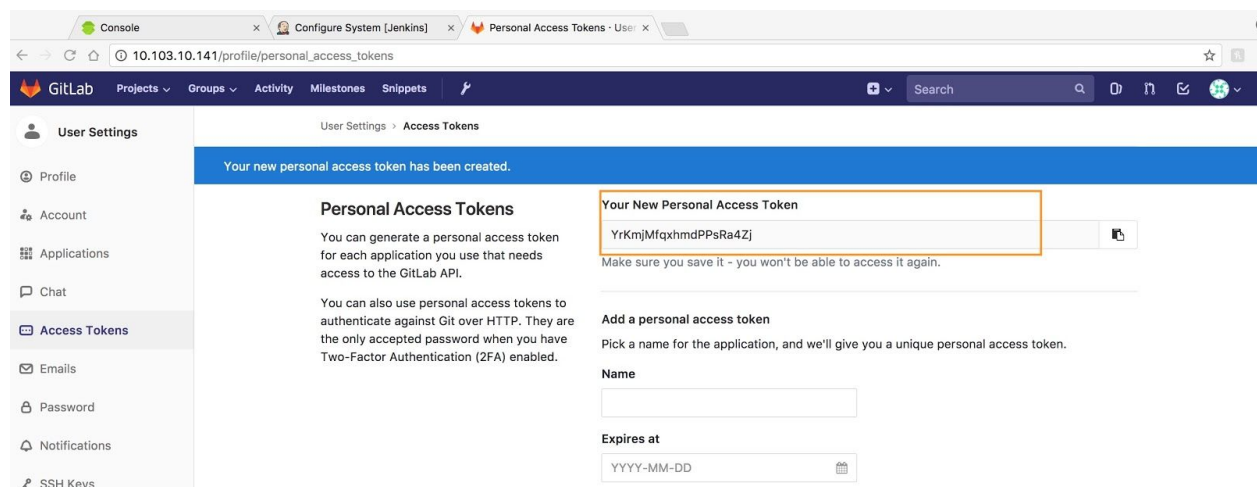 Console
Configure System [Jenkins]
Personal Access Tokens · User
10.103.10.141/profile/personal_access_tokens
GitLab Projects Groups Activity Milestones Snippets Search
User Settings
User Settings > Access Tokens
Your new personal access token has been created.
Profile
Account
Applications
Chat
Access Tokens
Emails
Password
Notifications
SSH Keys
Personal Access Tokens
You can generate a personal access token
for each application you use that needs
access to the GitLab API.
You can also use personal access tokens to
authenticate against Git over HTTP. They are
the only accepted password when you have
Two-Factor Authentication (2FA) enabled.
Your New Personal Access Token
YrKmjMfqxhmdPPsRa4Zj
Make sure you save it - you won't be able to access it again.
Add a personal access token
Pick a name for the application, and we'll give you a unique personal access token.
Name
Expires at
YYYY-MM-DD